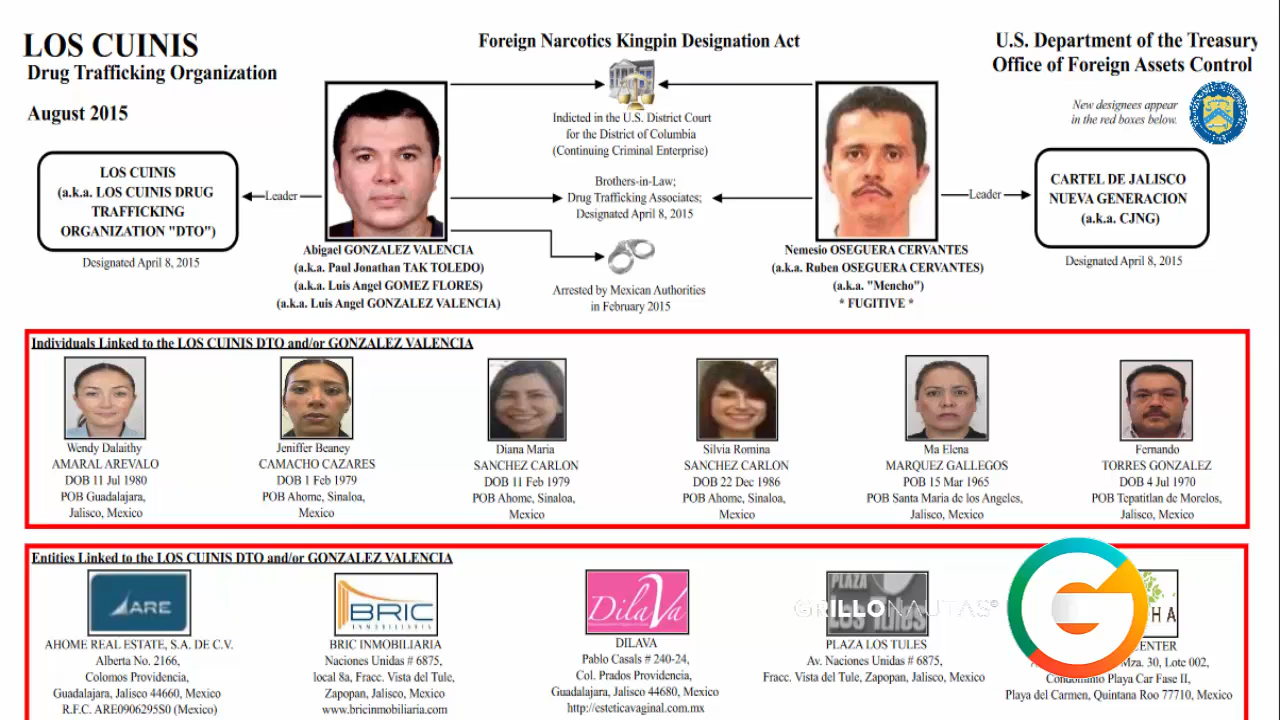 LOS CUINIS
Drug Trafficking Organization
August 2015
Foreign Narcotics Kingpin Designation Act
U.S. Department of the Treasury
Office of Foreign Assets Control
New designees appear
in the red boxes below.
Indicted in the U.S. District Court
for the District of Columbia
(Continuing Criminal Enterprise)
LOS CUINIS
(a.k.a. LOS CUINIS DRUG
TRAFFICKING
ORGANIZATION "DTO")
Designated April 8, 2015
Leader
Brothers-in-Law;
Drug Trafficking Associates;
Designated April 8, 2015
Leader
CARTEL DE JALISCO
NUEVA GENERACION
(a.k.a. CJNG)
Designated April 8, 2015
Abigael GONZALEZ VALENCIA
(a.k.a. Paul Jonathan TAK TOLEDO)
(a.k.a. Luis Angel GOMEZ FLORES)
(a.k.a. Luis Angel GONZALEZ VALENCIA)
Arrested by Mexican Authorities
in February 2015
Nemesio OSEGUERA CERVANTES
(a.k.a. Ruben OSEGUERA CERVANTES)
(a.k.a. "Mencho")
* FUGITIVE *
Individuals Linked to the LOS CUINIS DTO and/or GONZALEZ VALENCIA
Wendy Dalaithy
AMARAL AREVALO
DOB 11 Jul 1980
POB Guadalajara,
Jalisco, Mexico
Jeniffer Beaney
CAMACHO CAZARES
DOB 1 Feb 1979
POB Ahome, Sinaloa,
Mexico
Diana Maria
SANCHEZ CARLON
DOB 11 Feb 1979
POB Ahome, Sinaloa,
Mexico
Silvia Romina
SANCHEZ CARLON
DOB 22 Dec 1986
POB Ahome, Sinaloa,
Mexico
Ma Elena
MARQUEZ GALLEGOS
POB 15 Mar 1965
POB Santa Maria de los Angeles,
Jalisco, Mexico
Fernando
TORRES GONZALEZ
DOB 4 Jul 1970
POB Tepatitlan de Morelos,
Jalisco, Mexico
Entities Linked to the LOS CUINIS DTO and/or GONZALEZ VALENCIA
ARE
AHOME REAL ESTATE, S.A. DE C.V.
Alberta No. 2166,
Colomos Providencia,
Guadalajara, Jalisco 44660, Mexico
R.F.C. ARE0906295S0 (Mexico)
BRIC
INMOBILIARIA
BRIC INMOBILIARIA
Naciones Unidas # 6875,
local 8a, Fracc. Vista del Tule,
Zapopan, Jalisco, Mexico
www.bricinmobiliaria.com
DilaVa
DILAVA
Pablo Casals # 240-24,
Col. Prados Providencia,
Guadalajara, Jalisco 44680, Mexico
http://esteticavaginal.com.mx
PLAZA
LOS Tules
GRILLONAUTAS®
PLAZA LOS TULES
Av. Naciones Unidas # 6875,
Fracc. Vista del Tule, Zapopan, Jalisco, Mexico
G
HA
ENTER
Mza. 30, Lote 002,
Condominio Playa Car Fase II,
Playa del Carmen, Quintana Roo 77710, Mexico